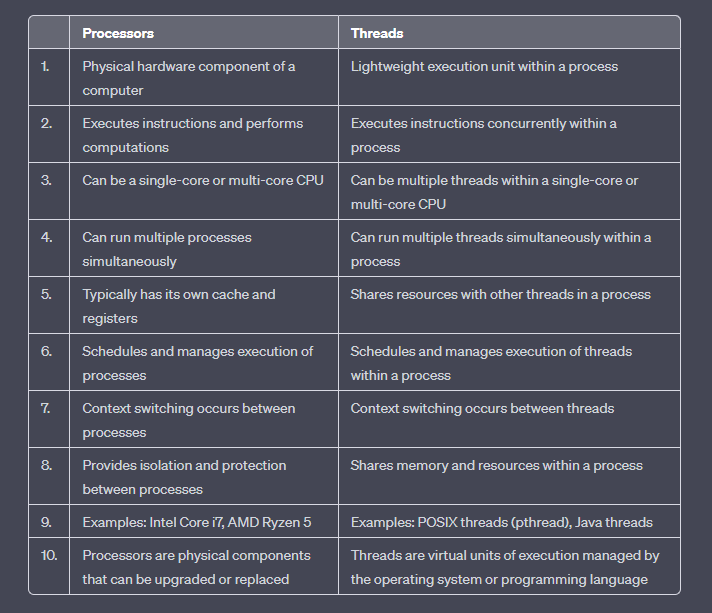 Processors Threads
1. Physical hardware component of a Lightweight execution unit within a process
computer
2. Executes instructions and performs Executes instructions concurrently within a
computations process
3. Can be a single-core or multi-core CPU Can be multiple threads within a single-core or
multi-core CPU
4. Can run multiple processes Can run multiple threads simultaneously within a
simultaneously process
5. Typically has its own cache and Shares resources with other threads in a process
registers
6. Schedules and manages execution of Schedules and manages execution of threads
processes within a process
7. Context switching occurs between Context switching occurs between threads
processes
8. Provides isolation and protection Shares memory and resources within a process
between processes
9. Examples: Intel Core i7, AMD Ryzen 5 Examples: POSIX threads (pthread), Java threads
10. Processors are physical components Threads are virtual units of execution managed by
that can be upgraded or replaced the operating system or programming language